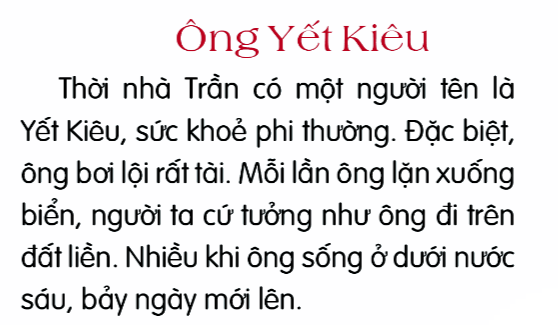 Ông Yết Kiêu
Thời nhà Trần có một người tên là
Yết Kiêu, sức khoẻ phi thường. Đặc biệt,
ông bơi lội rất tài. Mỗi lần ông lặn xuống
biển, người ta cứ tưởng như ông đi trên
đất liền. Nhiều khi ông sống ở dưới nước
sáu, bảy ngày mới lên.